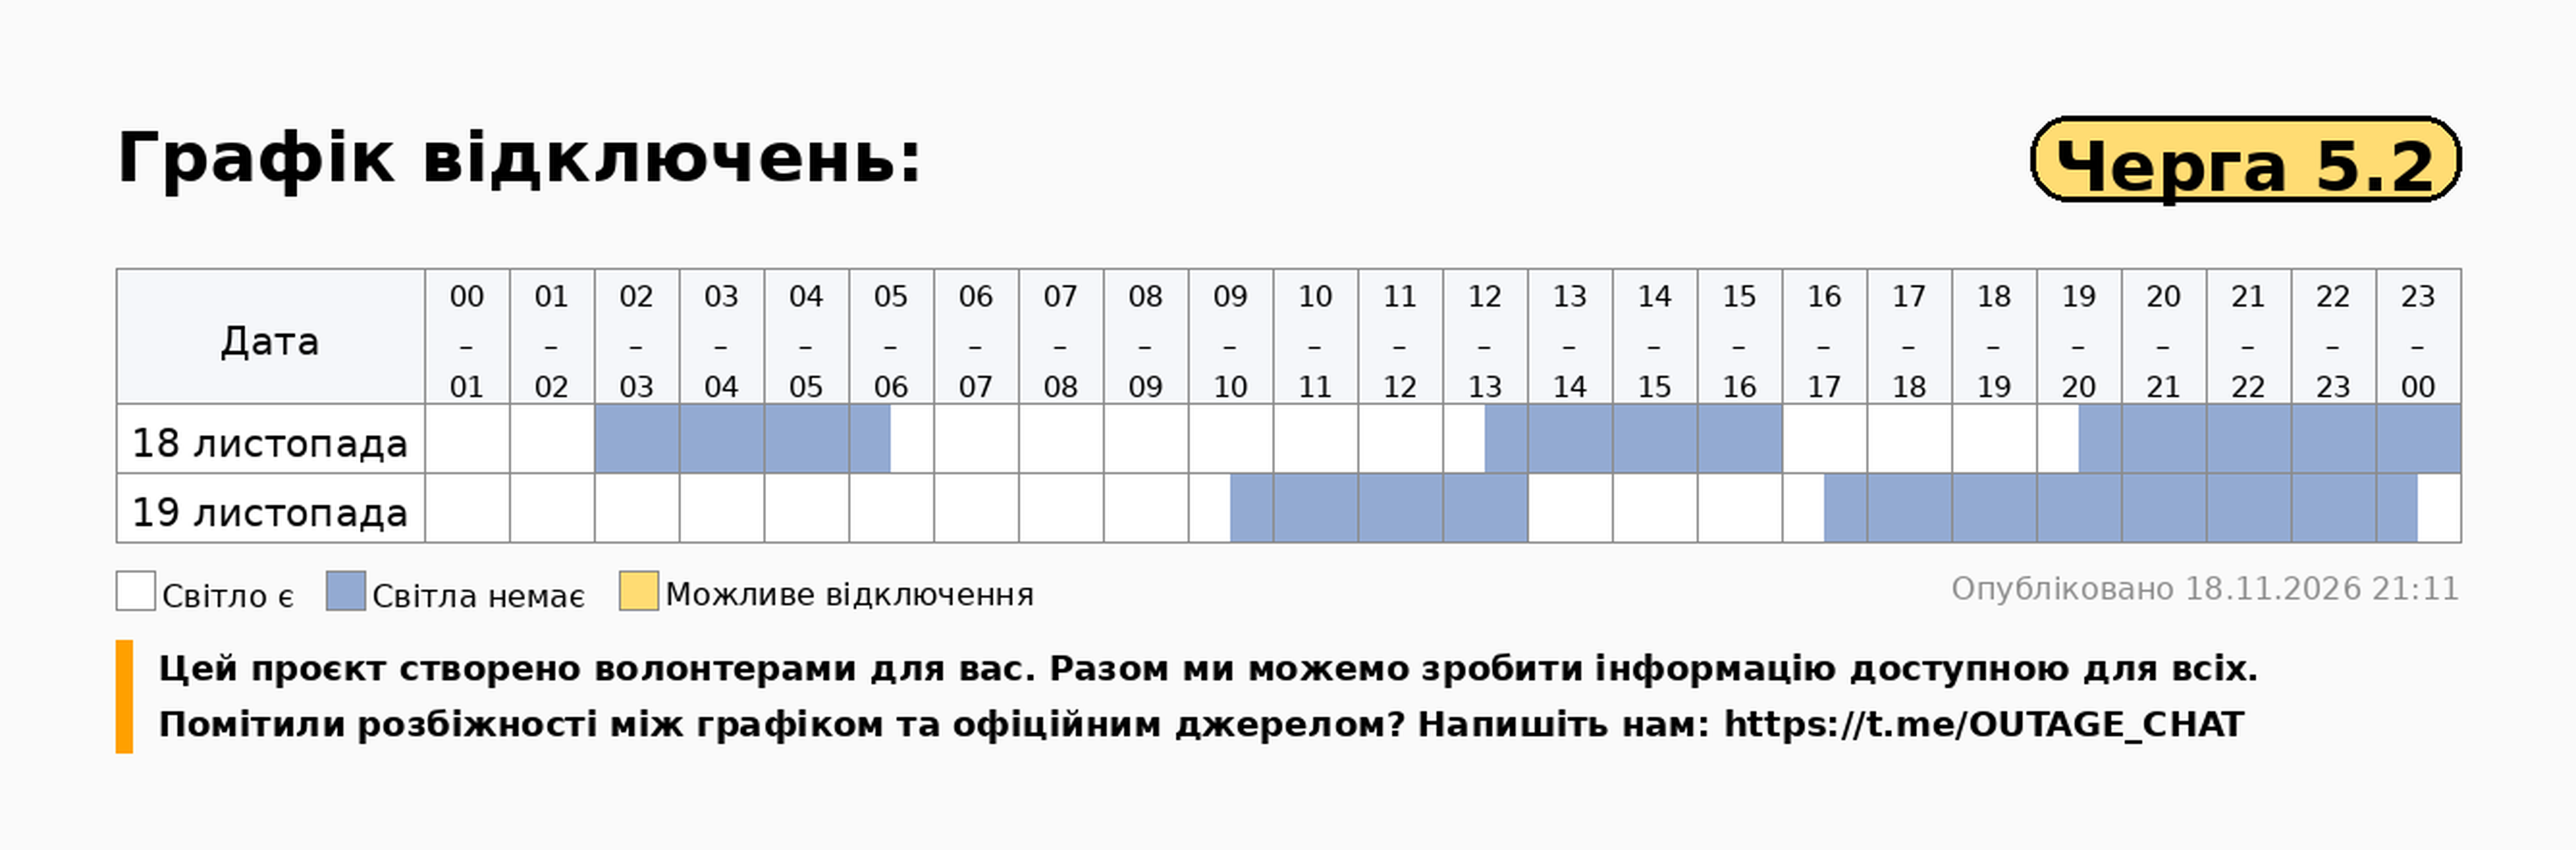 Графік відключень:
Черга 5.2
Дата
00 – 01
01 – 02
02 – 03
03 – 04
04 – 05
05 – 06
06 – 07
07 – 08
08 – 09
09 – 10
10 – 11
11 – 12
12 – 13
13 – 14
14 – 15
15 – 16
16 – 17
17 – 18
18 – 19
19 – 20
20 – 21
21 – 22
22 – 23
23 – 00
18 листопада
19 листопада
Світло є
Світла немає
Можливе відключення
Опубліковано 18.11.2026 21:11
Цей проєкт створено волонтерами для вас. Разом ми можемо зробити інформацію доступною для всіх.
Помітили розбіжності між графіком та офіційним джерелом? Напишіть нам: https://t.me/OUTAGE_CHAT